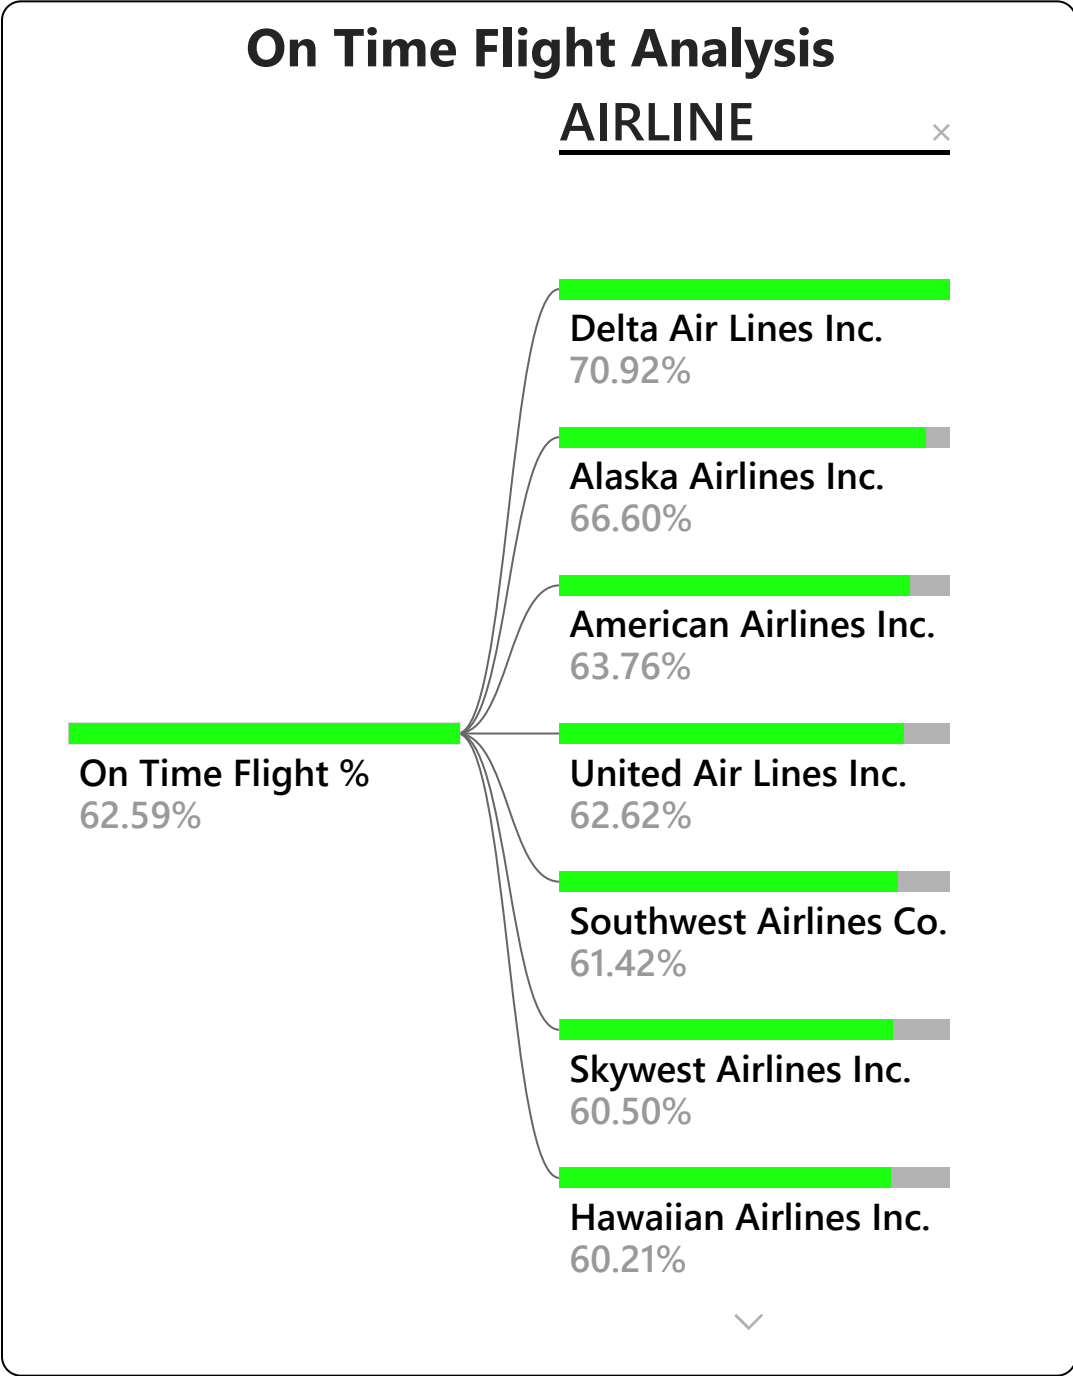 On Time Flight Analysis
AIRLINE
Delta Air Lines Inc.
70.92%
Alaska Airlines Inc.
66.60%
American Airlines Inc.
63.76%
On Time Flight %
62.59%
United Air Lines Inc.
62.62%
Southwest Airlines Co.
61.42%
Skywest Airlines Inc.
60.50%
Hawaiian Airlines Inc.
60.21%